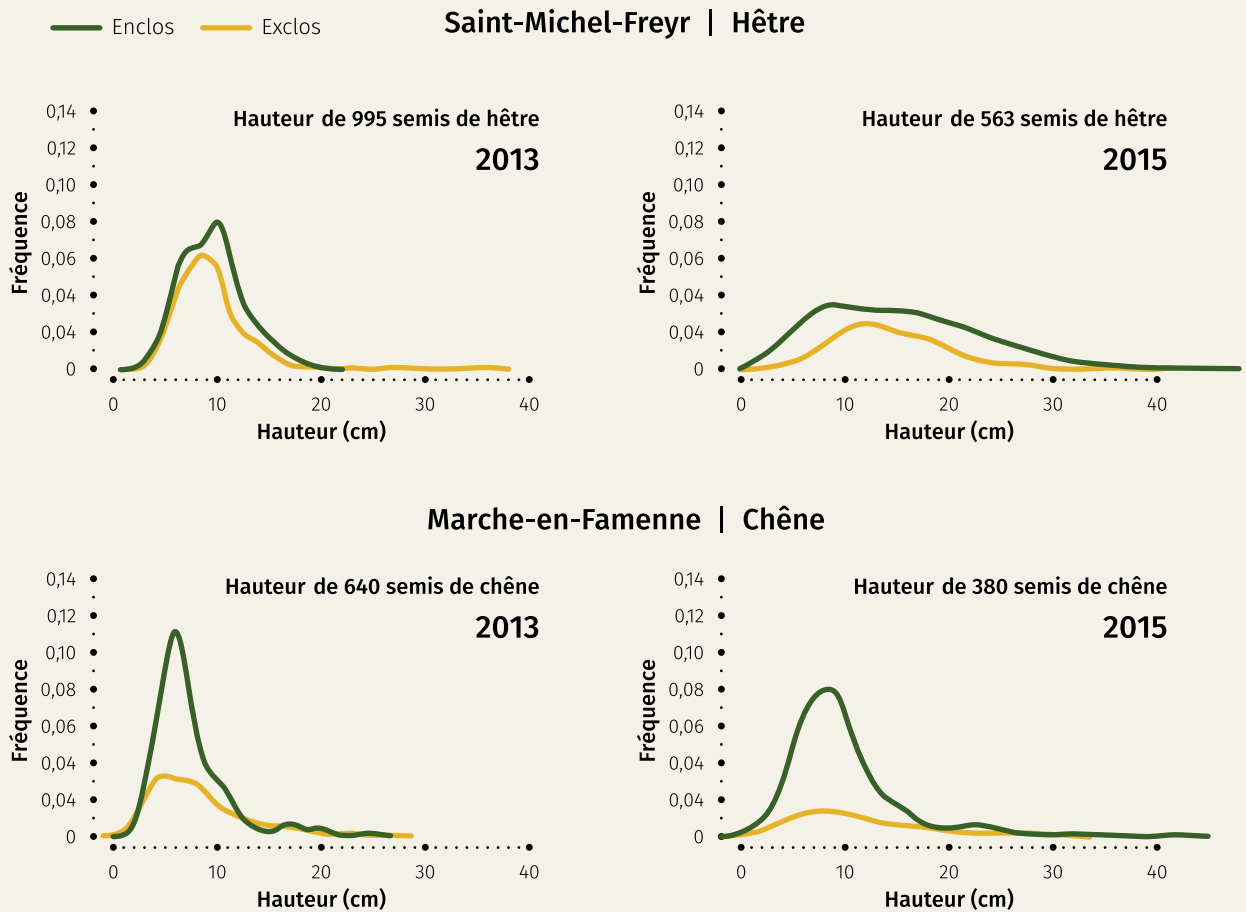 Enclos Exclos
Saint-Michel-Freyr | Hêtre
Hauteur de 995 semis de hêtre
2013
Fréquence
0,14
0,12
0,10
0,08
0,06
0,04
0,04
0
0 10 20 30 40
Hauteur (cm)
Hauteur de 563 semis de hêtre
2015
Fréquence
0,14
0,12
0,10
0,08
0,06
0,04
0,04
0
0 10 20 30 40
Hauteur (cm)
Marche-en-Famenne | Chêne
Hauteur de 640 semis de chêne
2013
Fréquence
0,14
0,12
0,10
0,08
0,06
0,04
0,04
0
0 10 20 30 40
Hauteur (cm)
Hauteur de 380 semis de chêne
2015
Fréquence
0,14
0,12
0,10
0,08
0,06
0,04
0,04
0
0 10 20 30 40
Hauteur (cm)